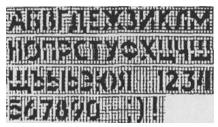 АБВГДЕЖЗИКЛМ
НОПРСТУФХЦЧШ
ЩЪЫЬЭЮЯ 1234
567890 ;)!